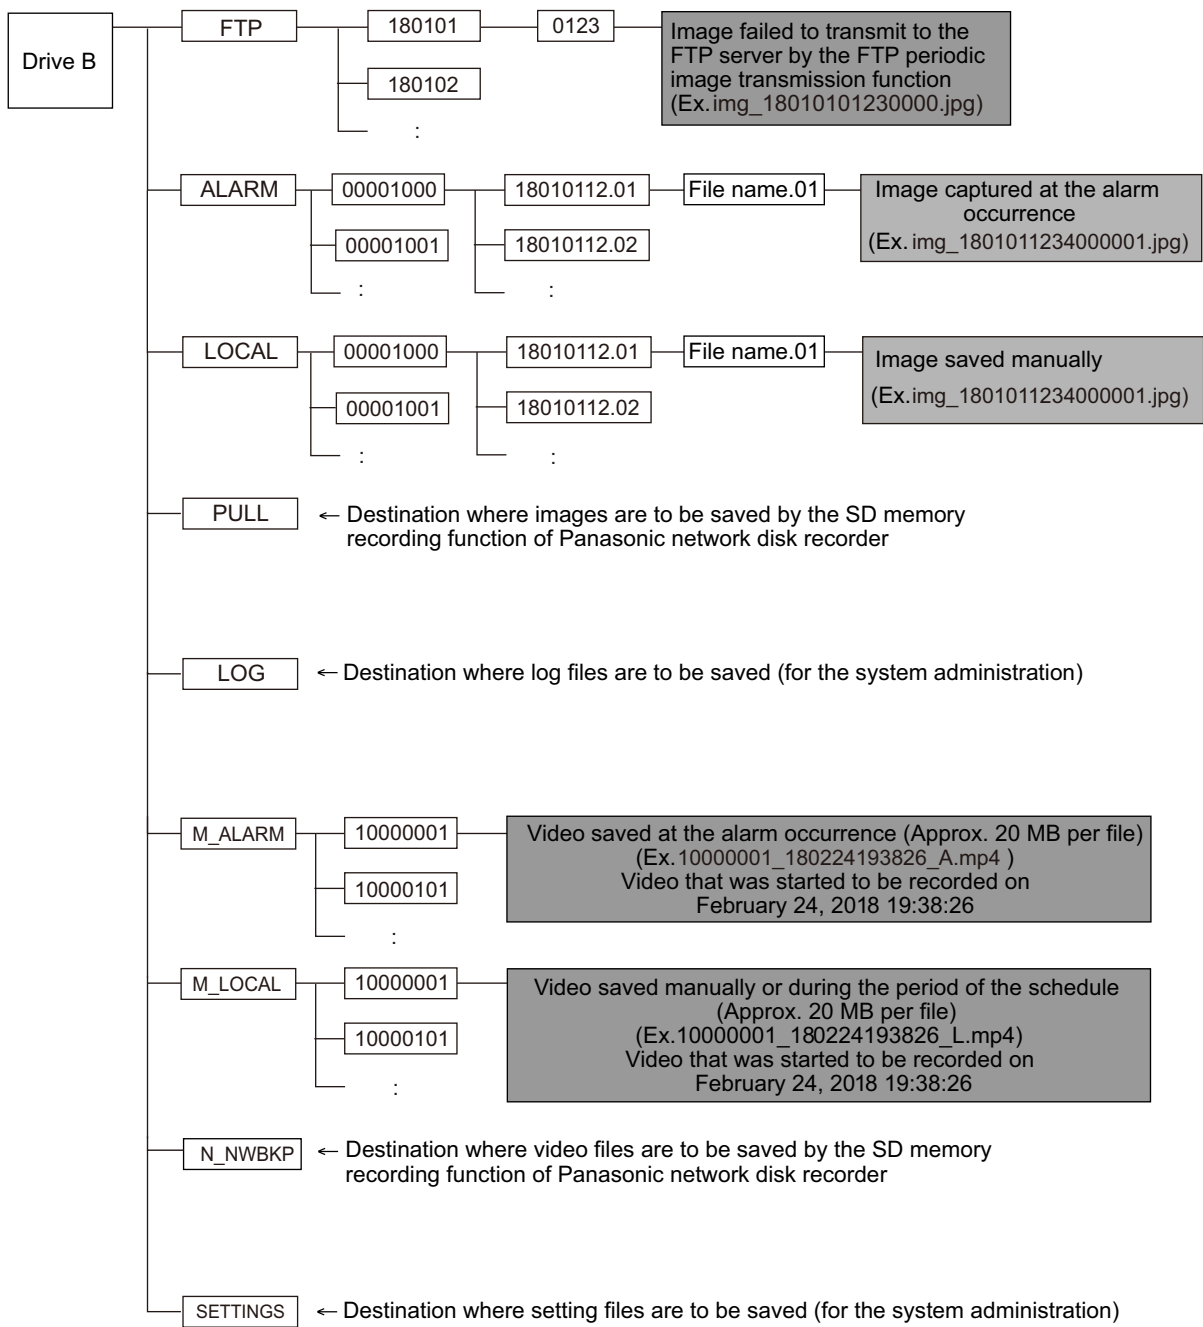 Drive B
FTP
180101
0123
Image failed to transmit to the
FTP server by the FTP periodic
image transmission function
(Ex.img_18010101230000.jpg)
180102
:
ALARM
00001000
18010112.01
File name.01
Image captured at the alarm
occurrence
(Ex.img_1801011234000001.jpg)
00001001
18010112.02
:
:
LOCAL
00001000
18010112.01
File name.01
Image saved manually
(Ex.img_1801011234000001.jpg)
00001001
18010112.02
:
:
PULL
← Destination where images are to be saved by the SD memory
recording function of Panasonic network disk recorder
LOG
← Destination where log files are to be saved (for the system administration)
M_ALARM
10000001
Video saved at the alarm occurrence (Approx. 20 MB per file)
(Ex.10000001_180224193826_A.mp4 )
Video that was started to be recorded on
February 24, 2018 19:38:26
10000101
:
M_LOCAL
10000001
Video saved manually or during the period of the schedule
(Approx. 20 MB per file)
(Ex.10000001_180224193826_L.mp4)
Video that was started to be recorded on
February 24, 2018 19:38:26
10000101
:
N_NWBKP
← Destination where video files are to be saved by the SD memory
recording function of Panasonic network disk recorder
SETTINGS
← Destination where setting files are to be saved (for the system administration)